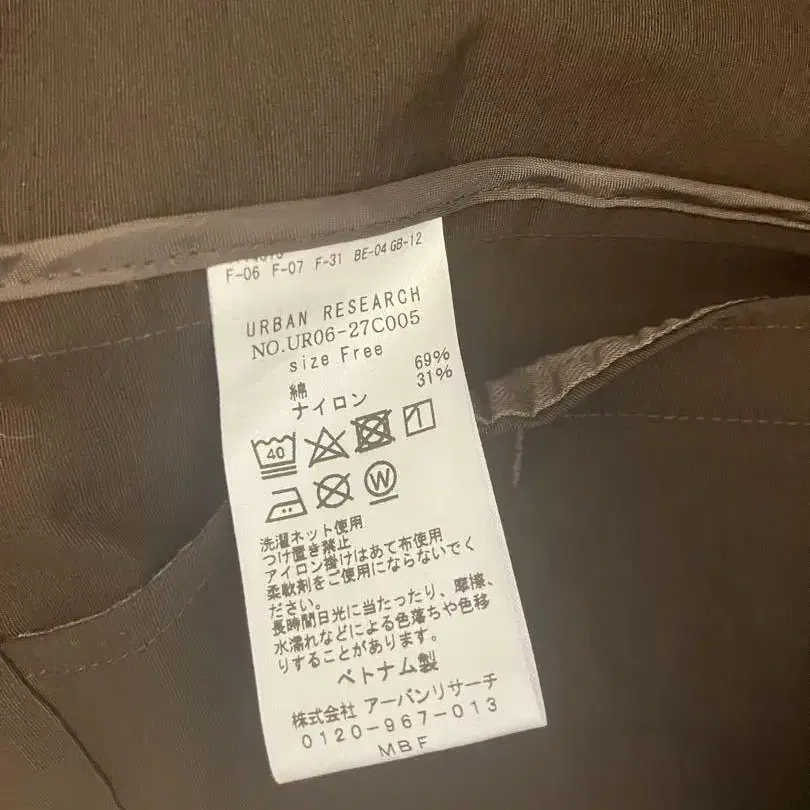 F-06 F-07 F-31 BE-04 GB-12
URBAN RESEARCH
NO.UR06-27C005
size Free
綿 69%
ナイロン 31%
40
W
洗濯ネット使用
つけ置き禁止
アイロン掛けはあて布使用
柔軟剤をご使用にならないでく
ださい。
長時間日光に当たったり、摩擦、
水濡れなどによる色落ちや色移
りすることがあります。
ベトナム製
株式会社 アーバンリサーチ
0120-967-013
MBF